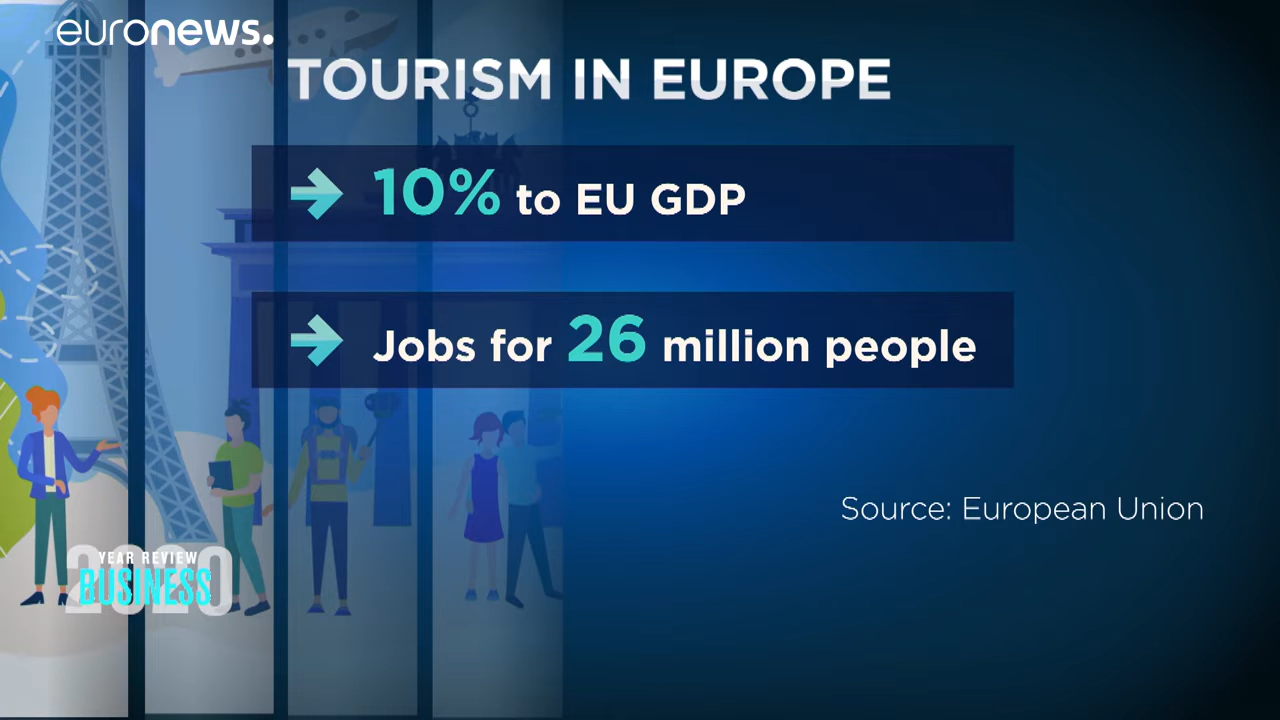 euronews.
TOURISM IN EUROPE
10% to EU GDP
Jobs for 26 million people
Source: European Union
2020
YEAR REVIEW
BUSINESS